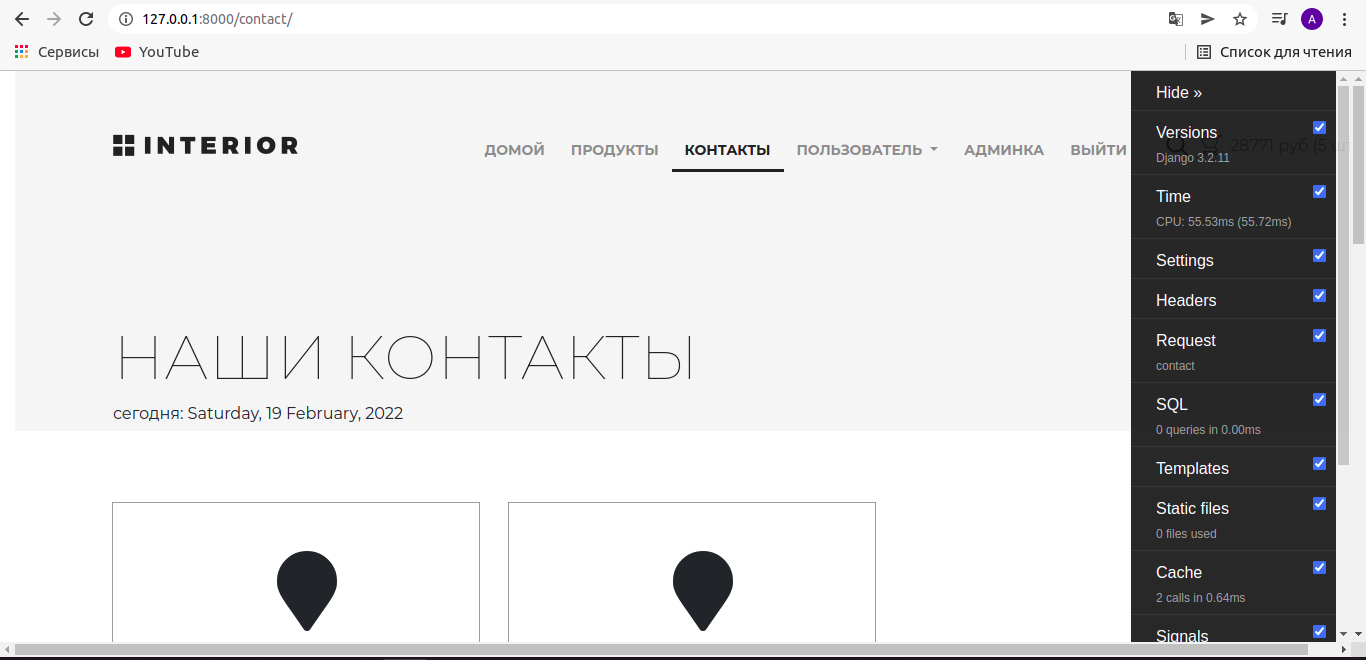 127.0.0.1:8000/contact/
A
Сервисы YouTube Список для чтения
INTERIOR ДОМОЙ ПРОДУКТЫ КОНТАКТЫ ПОЛЬЗОВАТЕЛЬ АДМИНКА ВЫЙТИ 28771 руб (5
НАШИ КОНТАКТЫ
сегодня: Saturday, 19 February, 2022
Hide »
Versions
Django 3.2.11
Time
CPU: 55.53ms (55.72ms)
Settings
Headers
Request
contact
SQL
0 queries in 0.00ms
Templates
Static files
0 files used
Cache
2 calls in 0.64ms
Signals